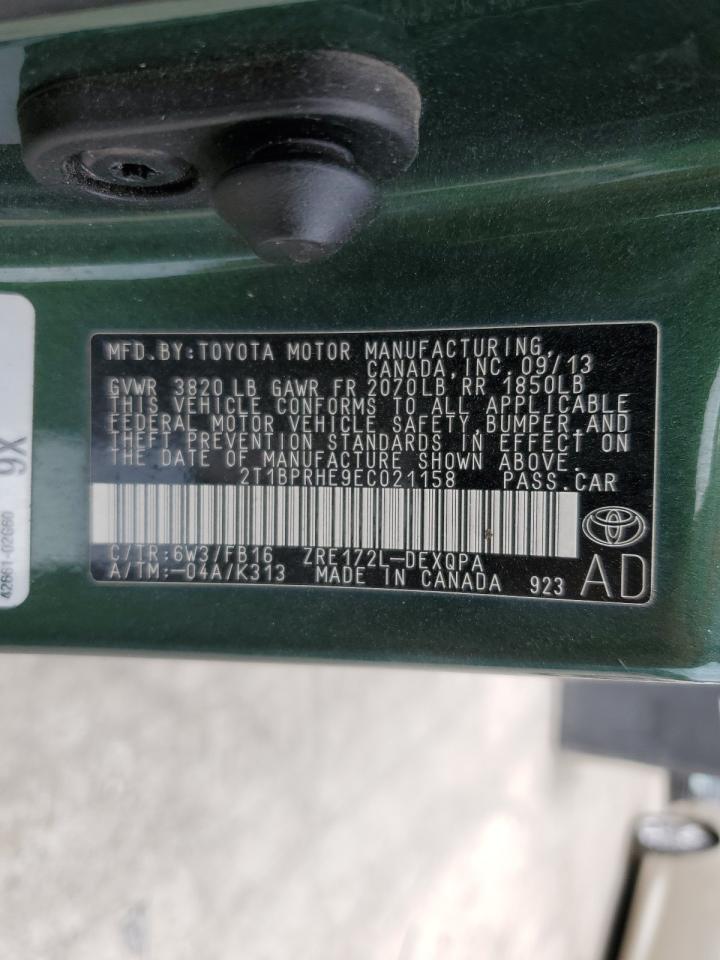 MFD.BY:TOYOTA MOTOR MANUFACTURING,
CANADA,INC. 09/13
GVWR 3820 LB GAWR FR 2070LB, RR 1850LB
THIS VEHICLE CONFORMS TO ALL APPLICABLE
FEDERAL MOTOR VEHICLE SAFETY, BUMPER, AND
THEFT PREVENTION STANDARDS IN EFFECT ON
THE DATE OF MANUFACTURE SHOWN ABOVE.
2T1BPRHE9EC021158 PASS.CAR
C/TR:6W3/FB16 ZRE172L-DEXQPA
A/TM:-04A/K313 MADE IN CANADA 923 AD
9X
42661-02G60